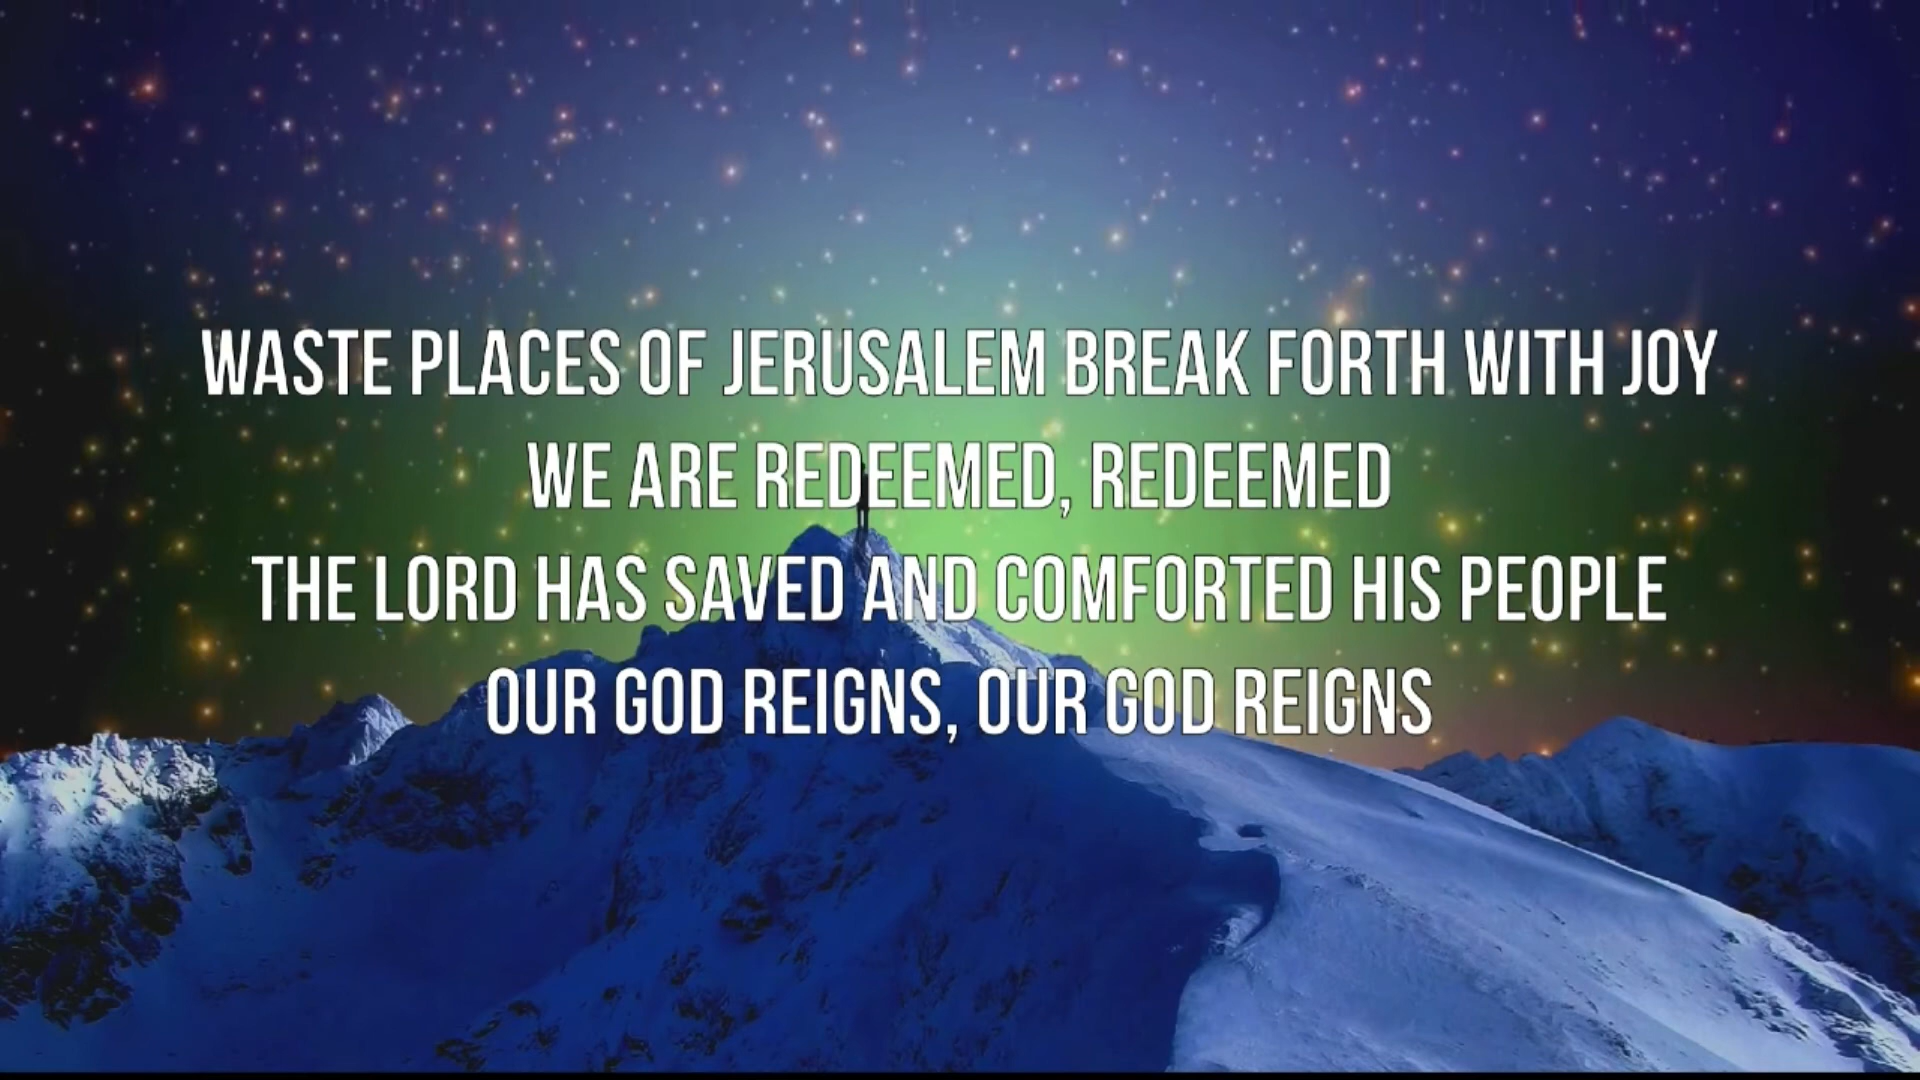 WASTE PLACES OF JERUSALEM BREAK FORTH WITH JOY
WE ARE REDEEMED, REDEEMED
THE LORD HAS SAVED AND COMFORTED HIS PEOPLE
OUR GOD REIGNS, OUR GOD REIGNS